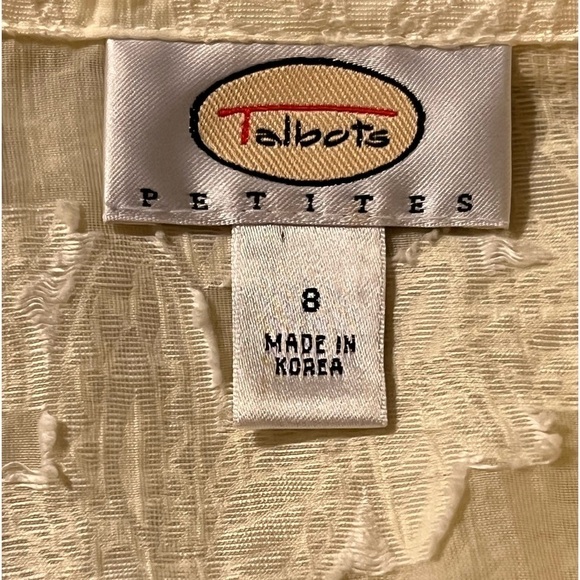 Talbots
PETITES
8
MADE IN
KOREA